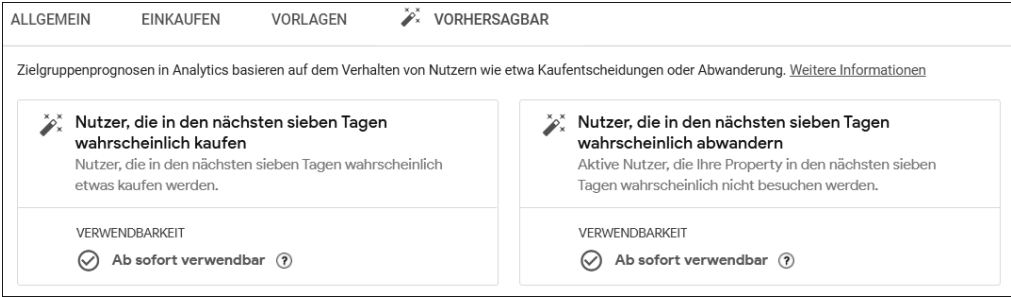 ALLGEMEIN EINKAUFEN VORLAGEN VORHERSAGBAR
Zielgruppenprognosen in Analytics basieren auf dem Verhalten von Nutzern wie etwa Kaufentscheidungen oder Abwanderung. Weitere Informationen
Nutzer, die in den nächsten sieben Tagen
wahrscheinlich kaufen
Nutzer, die in den nächsten sieben Tagen wahrscheinlich
etwas kaufen werden.
VERWENDBARKEIT
Ab sofort verwendbar ?
Nutzer, die in den nächsten sieben Tagen
wahrscheinlich abwandern
Aktive Nutzer, die Ihre Property in den nächsten sieben
Tagen wahrscheinlich nicht besuchen werden.
VERWENDBARKEIT
Ab sofort verwendbar ?